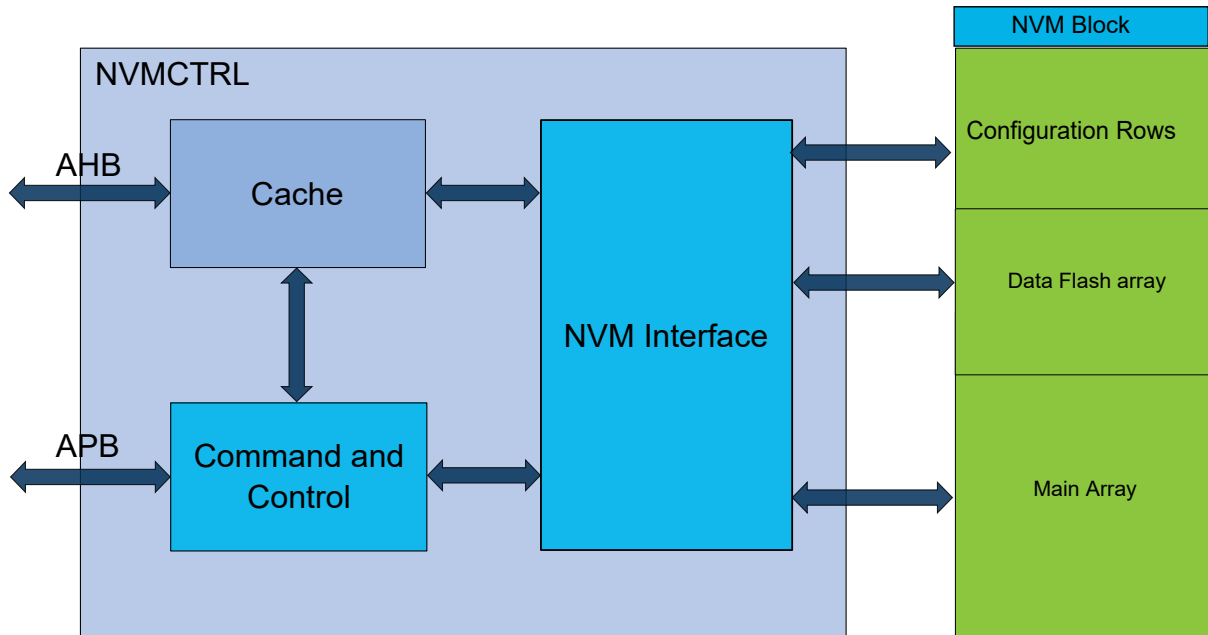 NVM Block
NVMCTRL
Configuration Rows
AHB
Cache
Data Flash array
NVM Interface
APB
Command and
Control
Main Array